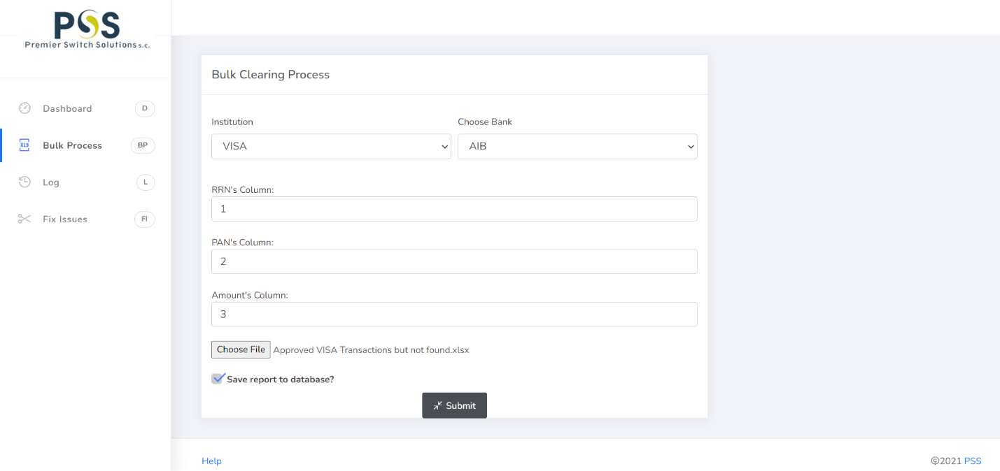 PSS
Premier Switch Solutions s.c.
Dashboard D
XLS Bulk Process BP
Log L
Fix Issues FI
Bulk Clearing Process
Institution Choose Bank
VISA AIB
RRN's Column:
1
PAN's Column:
2
Amount's Column:
3
Choose File Approved VISA Transactions but not found.xlsx
Save report to database?
Submit
Help ©2021 PSS